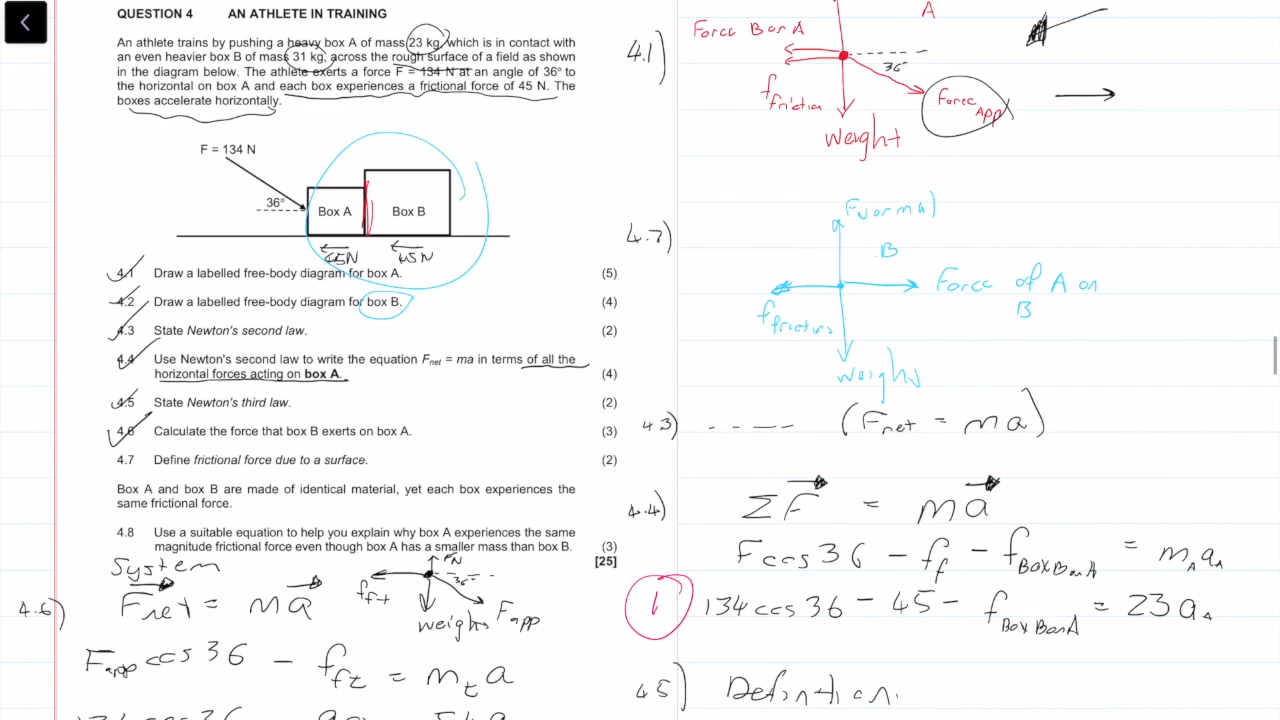 QUESTION 4 AN ATHLETE IN TRAINING
An athlete trains by pushing a heavy box A of mass 23 kg, which is in contact with
an even heavier box B of mass 31 kg, across the rough surface of a field as shown
in the diagram below. The athlete exerts a force F = 134 N at an angle of 36° to
the horizontal on box A and each box experiences a frictional force of 45 N. The
boxes accelerate horizontally.
F = 134 N
36°
Box A
Box B
45N
45N
4.1 Draw a labelled free-body diagram for box A. (5)
4.2 Draw a labelled free-body diagram for box B. (4)
4.3 State Newton's second law. (2)
4.4 Use Newton's second law to write the equation Fnet = ma in terms of all the
horizontal forces acting on box A. (4)
4.5 State Newton's third law. (2)
4.6 Calculate the force that box B exerts on box A. (3)
4.7 Define frictional force due to a surface. (2)
Box A and box B are made of identical material, yet each box experiences the
same frictional force.
4.8 Use a suitable equation to help you explain why box A experiences the same
magnitude frictional force even though box A has a smaller mass than box B. (3)
[25]
System
4.6) Fnet = ma
FN
36°
fft
weight
Fapp
Fapp cos36 - fft = mt a
4.1)
A
Force B on A
36°
ffriction
Force App
weight
4.2)
Fnormal
B
Force of A on
B
ffriction
weight
4.3) ---- (Fnet = ma)
4.4) ΣF = ma
Fcos36 - ff - fBoxBonA = mA aA
1 134cos36 - 45 - fBoxBonA = 23aA
4.5) Definition.